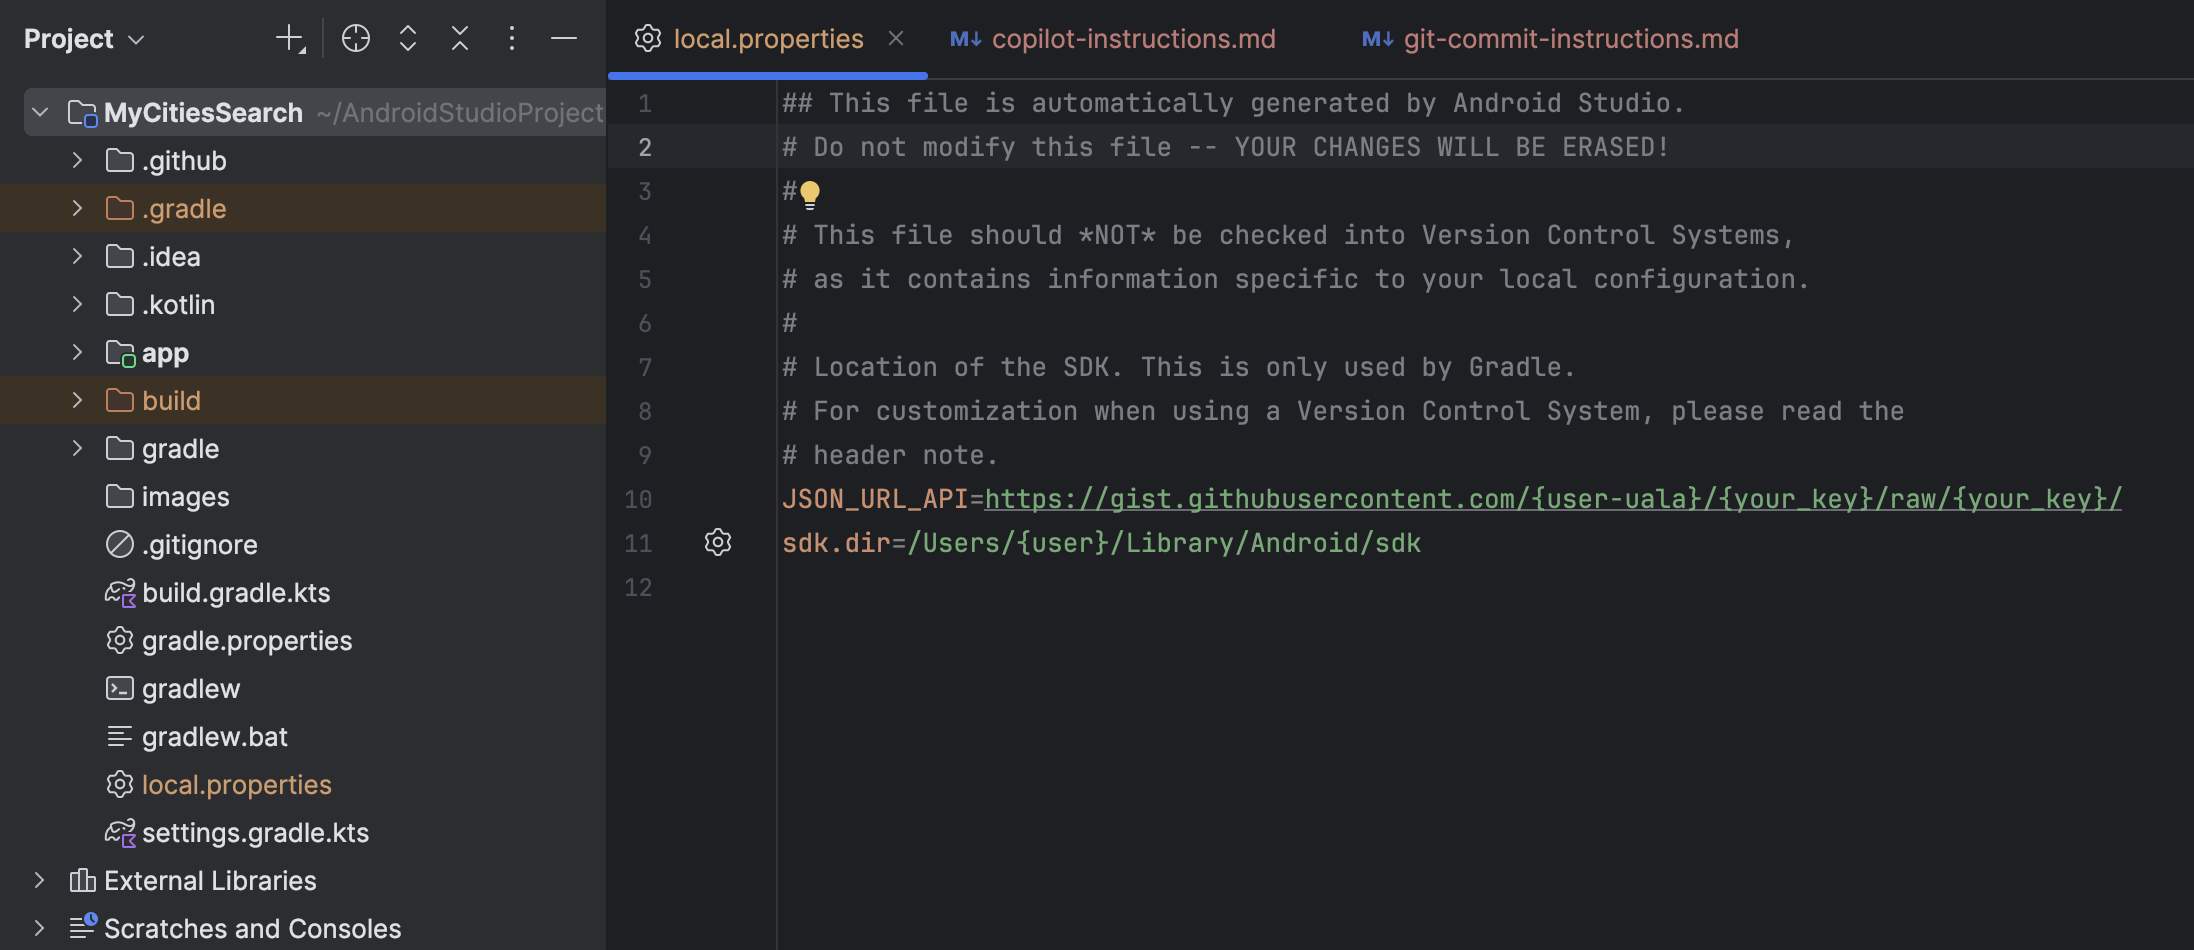 Project
MyCitiesSearch ~/AndroidStudioProject
.github
.gradle
.idea
.kotlin
app
build
gradle
images
.gitignore
build.gradle.kts
gradle.properties
gradlew
gradlew.bat
local.properties
settings.gradle.kts
External Libraries
Scratches and Consoles
local.properties M↓ copilot-instructions.md M↓ git-commit-instructions.md
1 ## This file is automatically generated by Android Studio.
2 # Do not modify this file -- YOUR CHANGES WILL BE ERASED!
3 #
4 # This file should *NOT* be checked into Version Control Systems,
5 # as it contains information specific to your local configuration.
6 #
7 # Location of the SDK. This is only used by Gradle.
8 # For customization when using a Version Control System, please read the
9 # header note.
10 JSON_URL_API=https://gist.githubusercontent.com/{user-uala}/{your_key}/raw/{your_key}/
11 sdk.dir=/Users/{user}/Library/Android/sdk
12